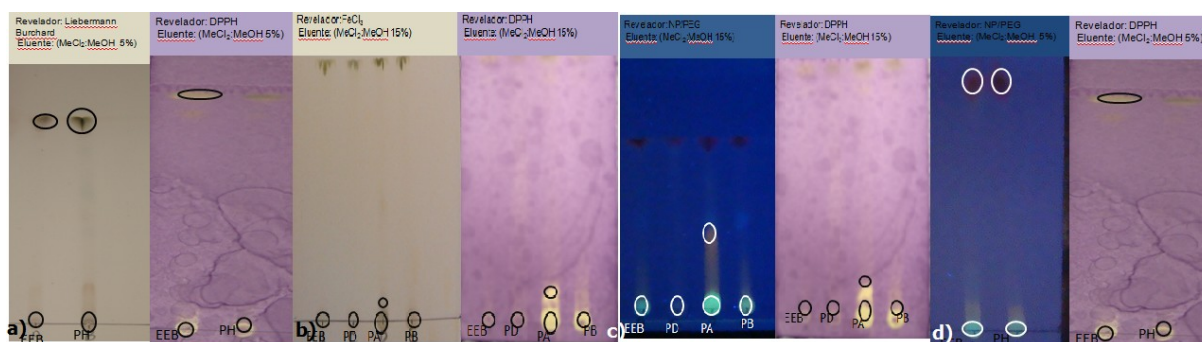 Revelador: Liebermann
Burchard
Eluente: (MeCl₂:MeOH 5%)
Revelador: DPPH
Eluente: (MeCl₂:MeOH 5%)
Revelador: FeCl₃
Eluente: (MeCl₂:MeOH 15%)
Revelador: DPPH
Eluente: (MeCl₂:MeOH 15%)
Revelador: NP/PEG
Eluente: (MeCl₂:MeOH 15%)
Revelador: DPPH
Eluente: (MeCl₂:MeOH 15%)
Revelador: NP/PEG
Eluente: (MeCl₂:MeOH 5%)
Revelador: DPPH
Eluente: (MeCl₂:MeOH 5%)
a)
EEB PH
EEB PH
b)
EEB PD PA PB
EEB PD PA PB
c)
EEB PD PA PB
EEB PD PA PB
d)
EEB PH
EEB PH